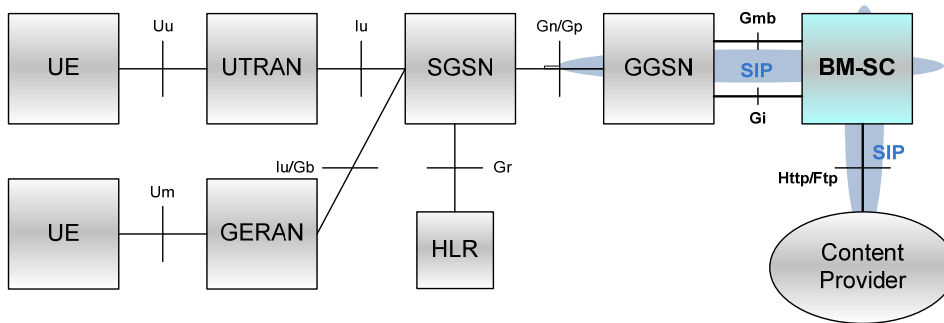 Uu
Iu
Gn/Gp
Gmb
UE
UTRAN
SGSN
GGSN
SIP
BM-SC
Gi
SIP
Iu/Gb
Gr
Http/Ftp
Um
UE
GERAN
HLR
Content
Provider